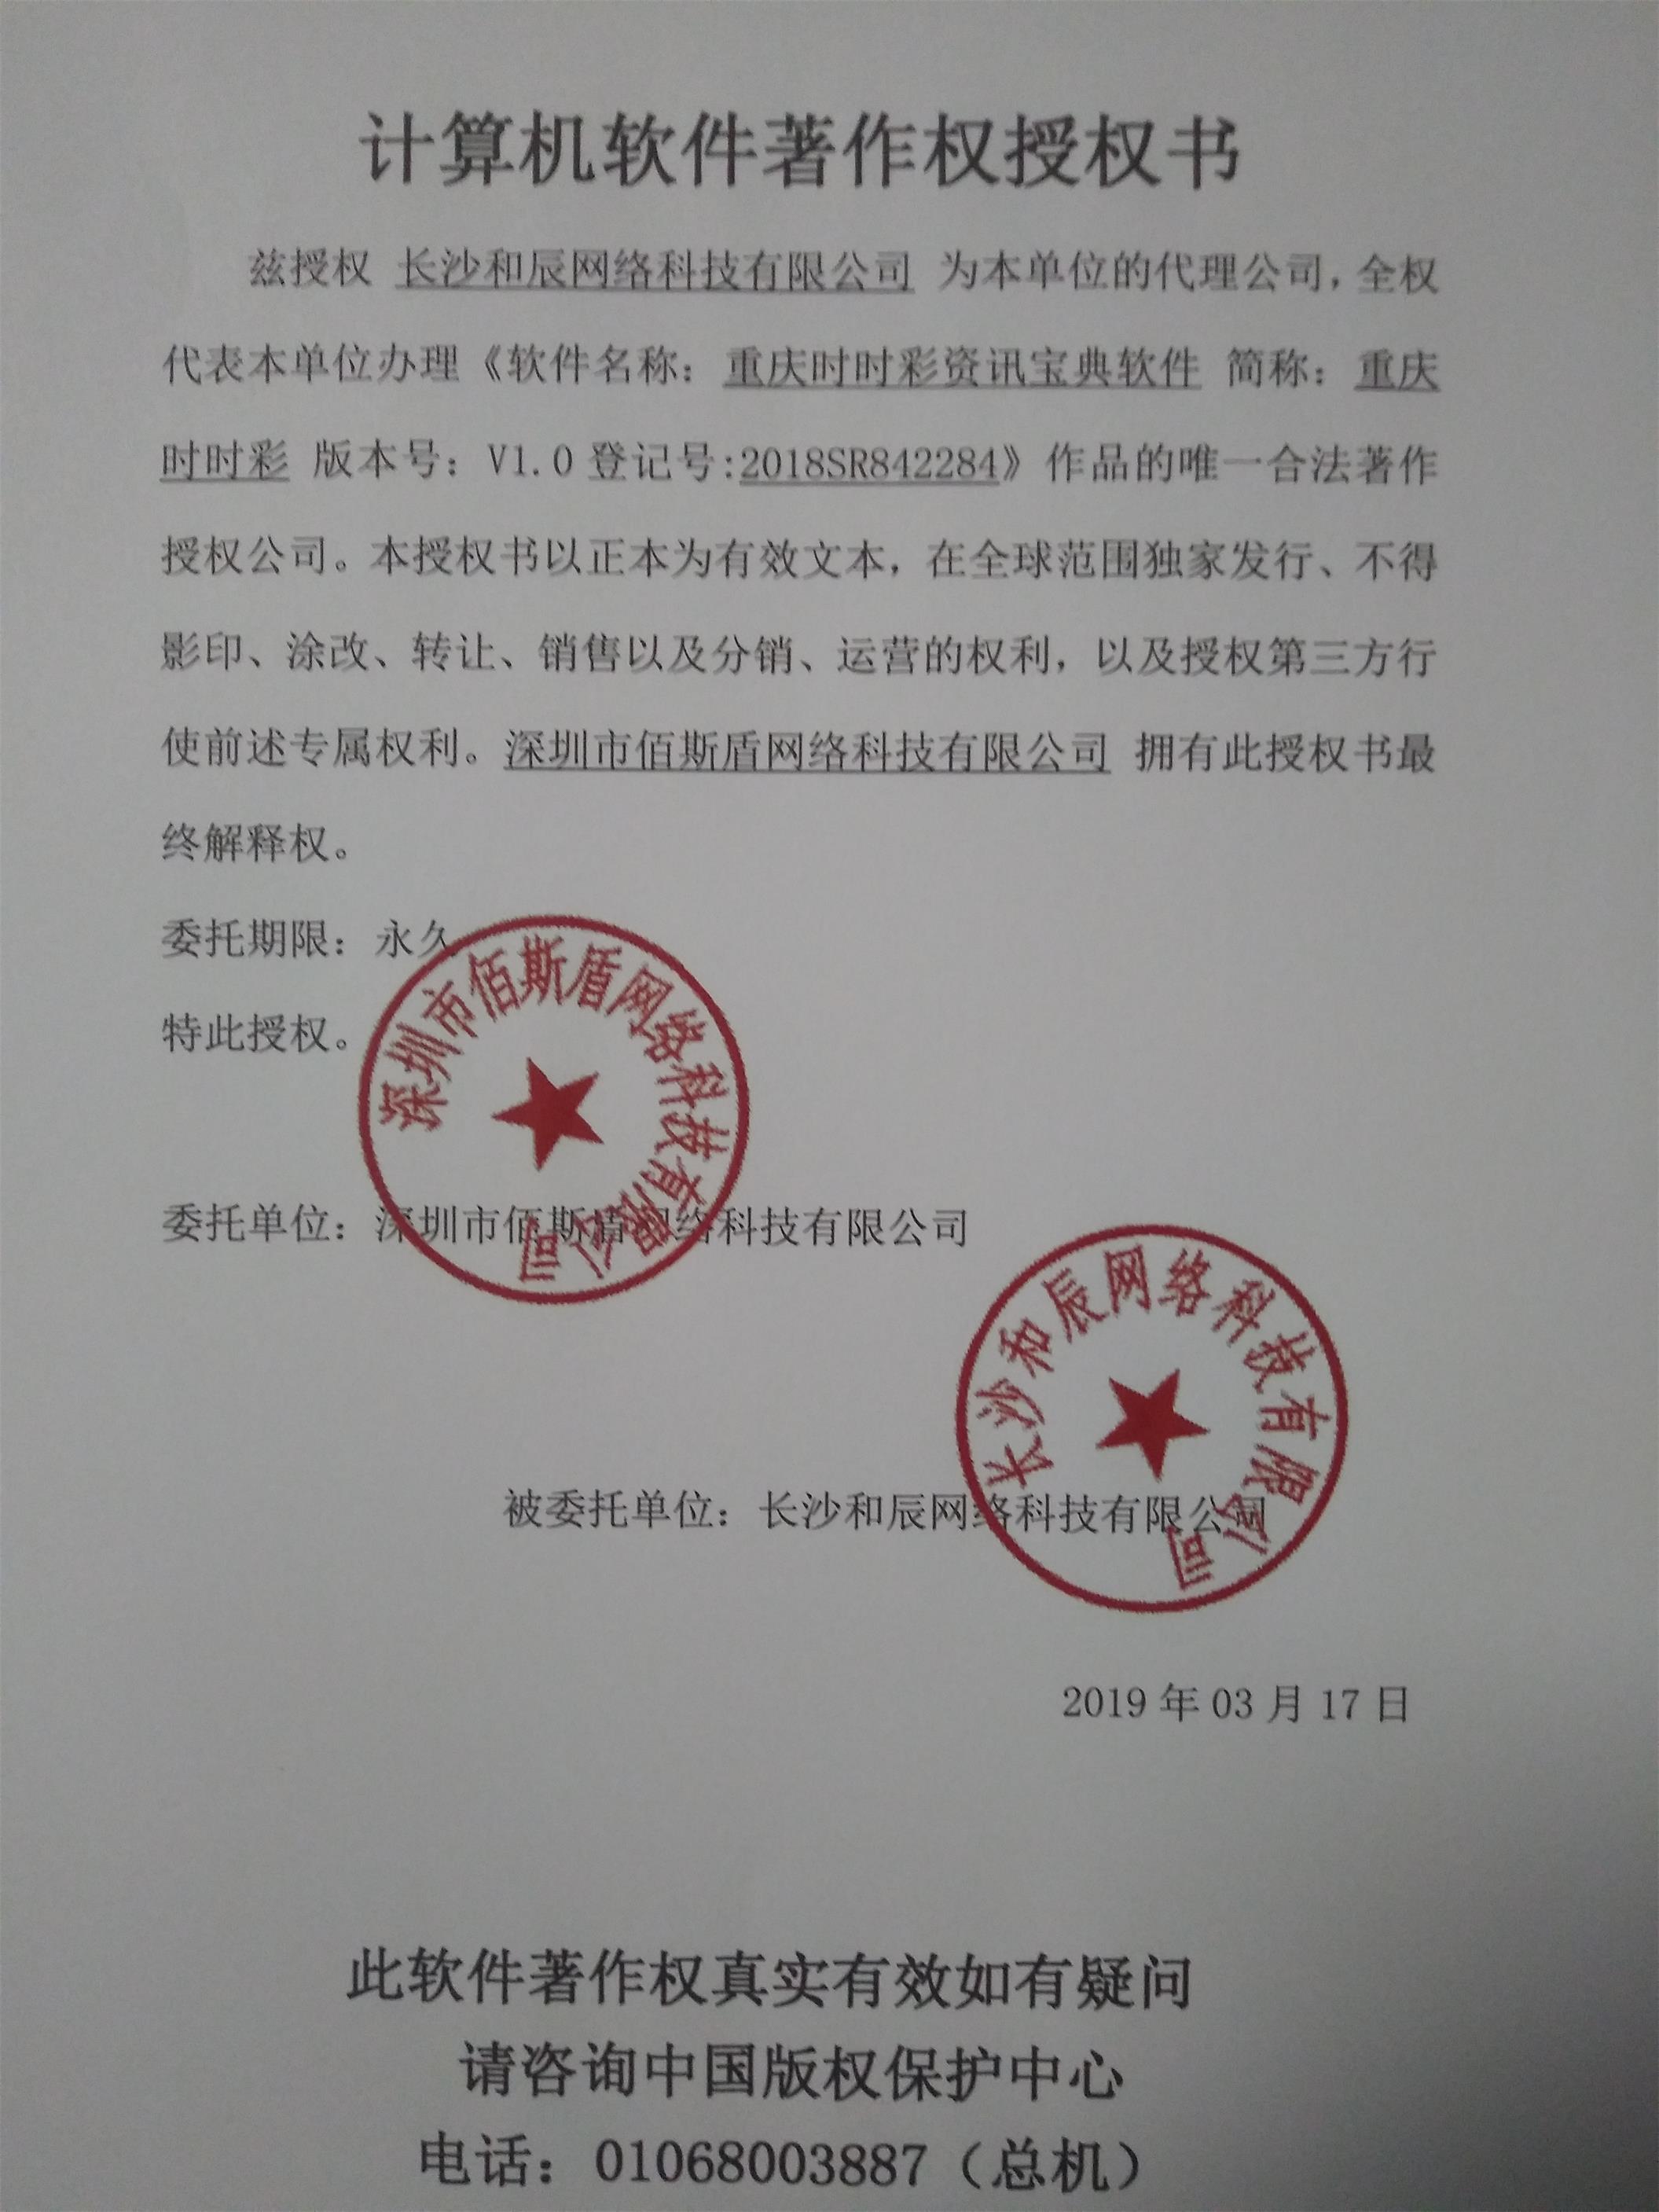 计算机软件著作权授权书
兹授权 长沙和辰网络科技有限公司 为本单位的代理公司，全权
代表本单位办理《软件名称：重庆时时彩资讯宝典软件 简称：重庆
时时彩 版本号：V1.0 登记号:2018SR842284》作品的唯一合法著作
授权公司。本授权书以正本为有效文本，在全球范围独家发行、不得
影印、涂改、转让、销售以及分销、运营的权利，以及授权第三方行
使前述专属权利。深圳市佰斯盾网络科技有限公司 拥有此授权书最
终解释权。
委托期限：永久
特此授权。
深圳市佰斯盾网络科技有限公司
委托单位：深圳市佰斯盾网络科技有限公司
长沙和辰网络科技有限公司
被委托单位：长沙和辰网络科技有限公司
2019 年 03 月 17 日
此软件著作权真实有效如有疑问
请咨询中国版权保护中心
电话：01068003887（总机）